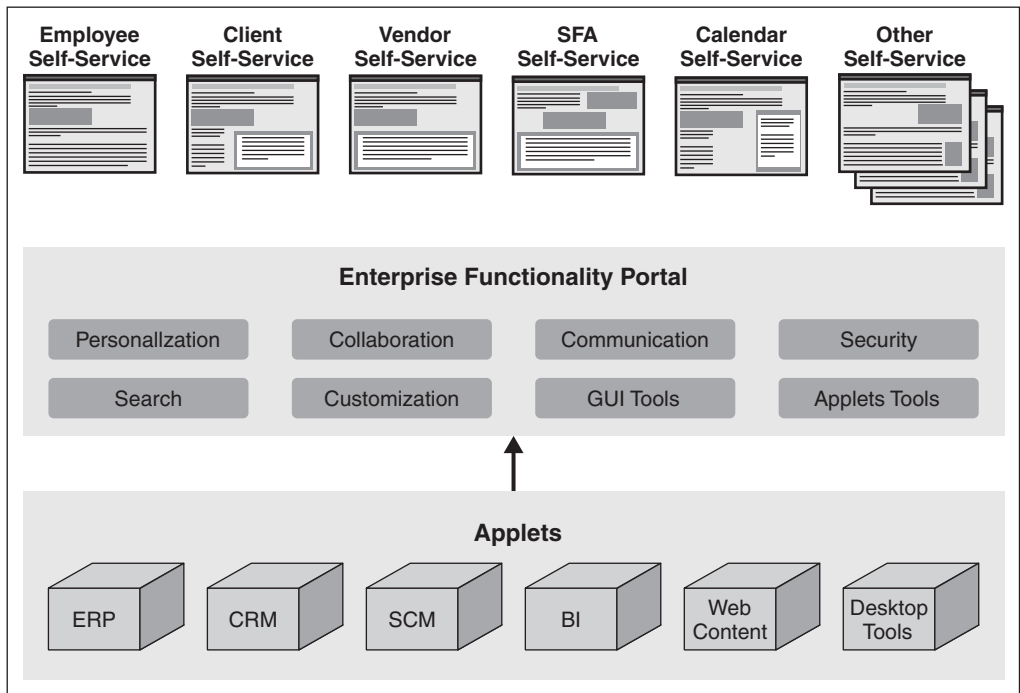 Employee Self-Service
Client Self-Service
Vendor Self-Service
SFA Self-Service
Calendar Self-Service
Other Self-Service
Enterprise Functionality Portal
Personallzation
Collaboration
Communication
Security
Search
Customization
GUI Tools
Applets Tools
Applets
ERP
CRM
SCM
BI
Web Content
Desktop Tools